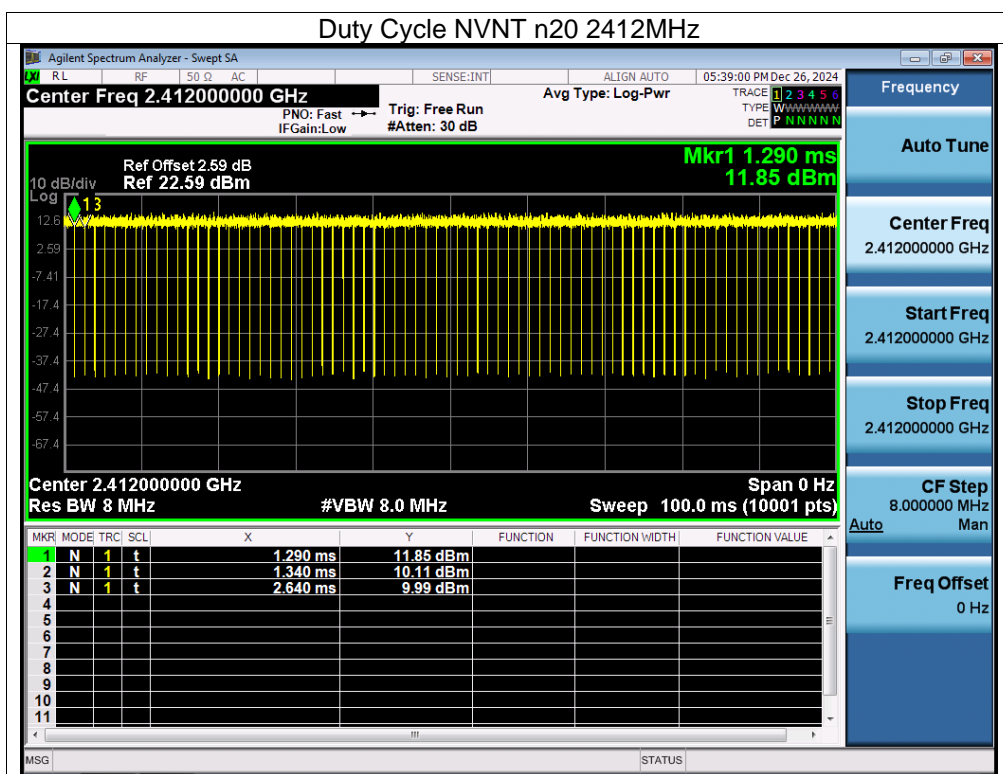 Duty Cycle NVNT n20 2412MHz
Agilent Spectrum Analyzer - Swept SA
LXI RL RF 50 Ω AC SENSE:INT ALIGN AUTO 05:39:00 PM Dec 26, 2024
Center Freq 2.412000000 GHz
PNO: Fast
IFGain:Low
Trig: Free Run
#Atten: 30 dB
Avg Type: Log-Pwr
TRACE 1 2 3 4 5 6
TYPE WWWWWW
DET P N N N N N
Ref Offset 2.59 dB
10 dB/div Ref 22.59 dBm
Log
Mkr1 1.290 ms
11.85 dBm
1 3
12.6
2.59
-7.41
-17.4
-27.4
-37.4
-47.4
-57.4
-67.4
Center 2.412000000 GHz Span 0 Hz
Res BW 8 MHz #VBW 8.0 MHz Sweep 100.0 ms (10001 pts)
MKR MODE TRC SCL X Y FUNCTION FUNCTION WIDTH FUNCTION VALUE
1 N 1 t 1.290 ms 11.85 dBm
2 N 1 t 1.340 ms 10.11 dBm
3 N 1 t 2.640 ms 9.99 dBm
4
5
6
7
8
9
10
11
MSG STATUS
Frequency
Auto Tune
Center Freq
2.412000000 GHz
Start Freq
2.412000000 GHz
Stop Freq
2.412000000 GHz
CF Step
8.000000 MHz
Auto Man
Freq Offset
0 Hz